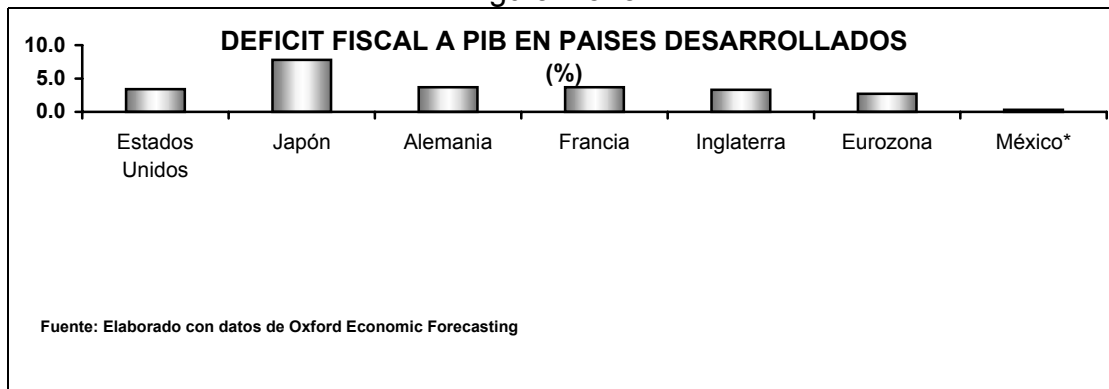 DEFICIT FISCAL A PIB EN PAISES DESARROLLADOS
(%)
10.0
5.0
0.0
Estados Unidos
Japón
Alemania
Francia
Inglaterra
Eurozona
México*
Fuente: Elaborado con datos de Oxford Economic Forecasting